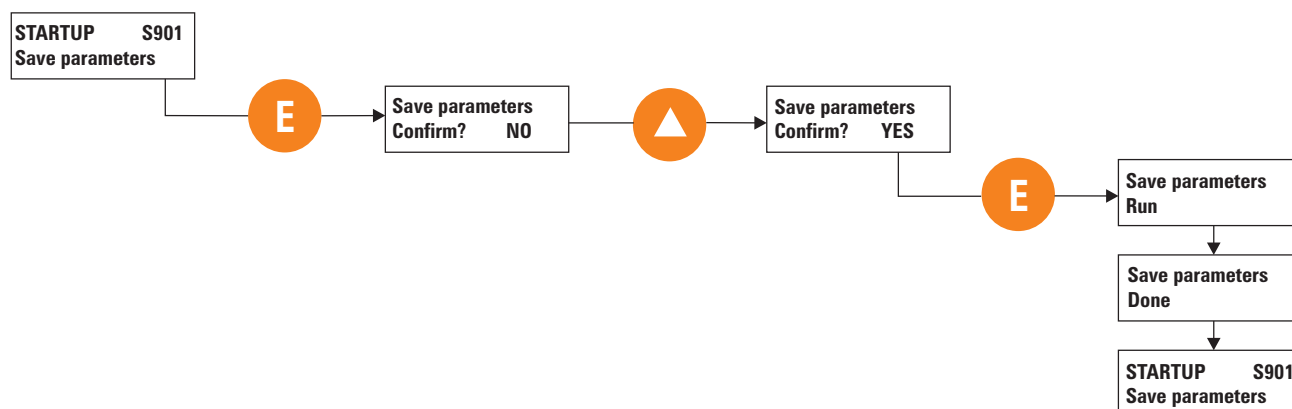 STARTUP S901
Save parameters
E
Save parameters
Confirm? NO
Save parameters
Confirm? YES
E
Save parameters
Run
Save parameters
Done
STARTUP S901
Save parameters